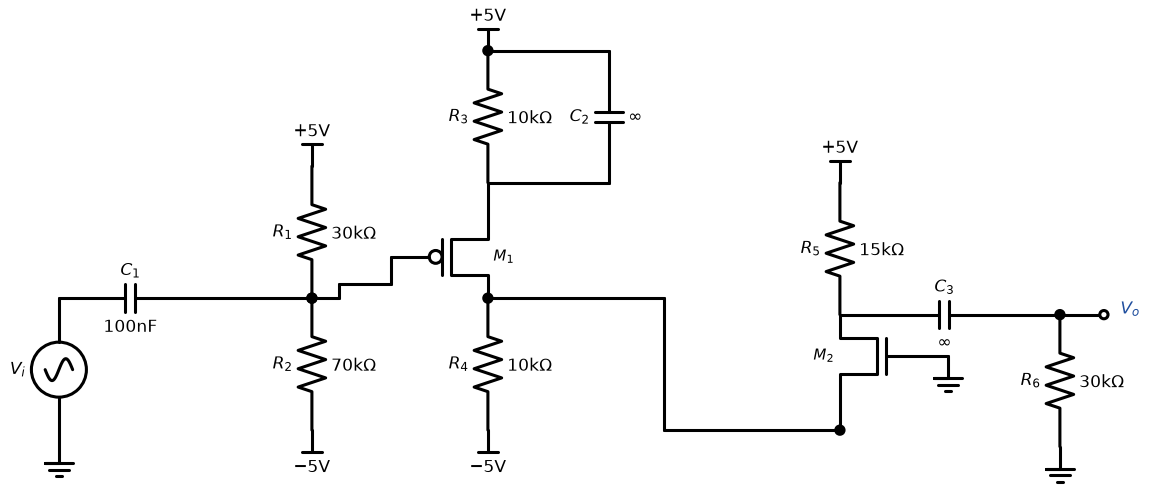 +5V
R3 10kΩ C2 ∞
+5V
R1 30kΩ
+5V
R5 15kΩ
M1
C1
100nF
C3
∞
Vo
M2
Vi
R2 70kΩ
R4 10kΩ
R6 30kΩ
−5V
−5V